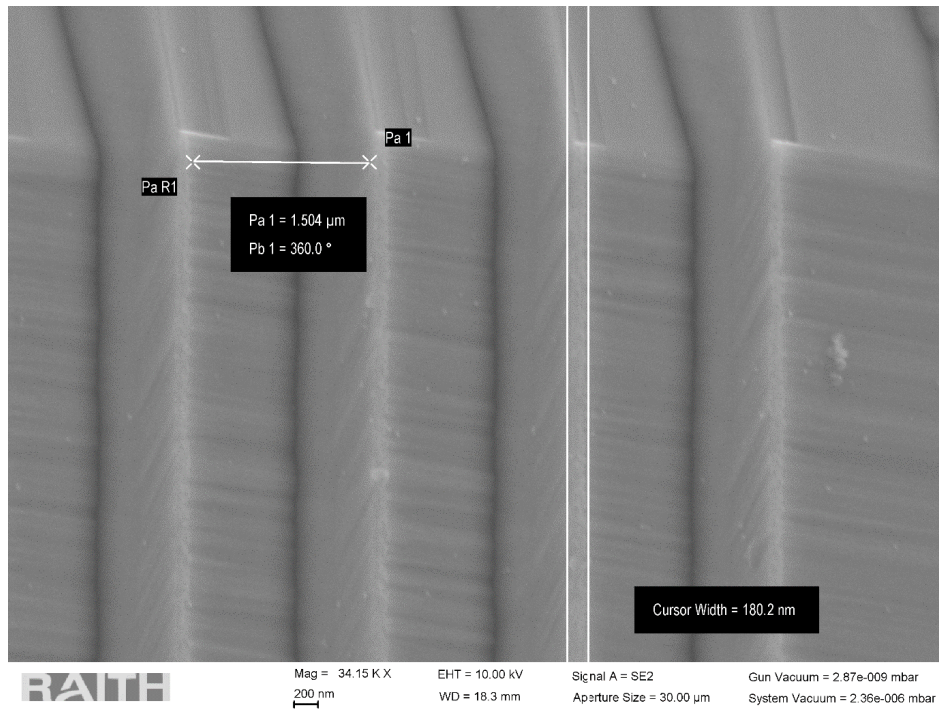 Pa 1
Pa R1
Pa 1 = 1.504 µm
Pb 1 = 360.0 °
Cursor Width = 180.2 nm
RAITH
Mag = 34.15 K X
200 nm
EHT = 10.00 kV
WD = 18.3 mm
Signal A = SE2
Aperture Size = 30.00 µm
Gun Vacuum = 2.87e-009 mbar
System Vacuum = 2.36e-006 mbar